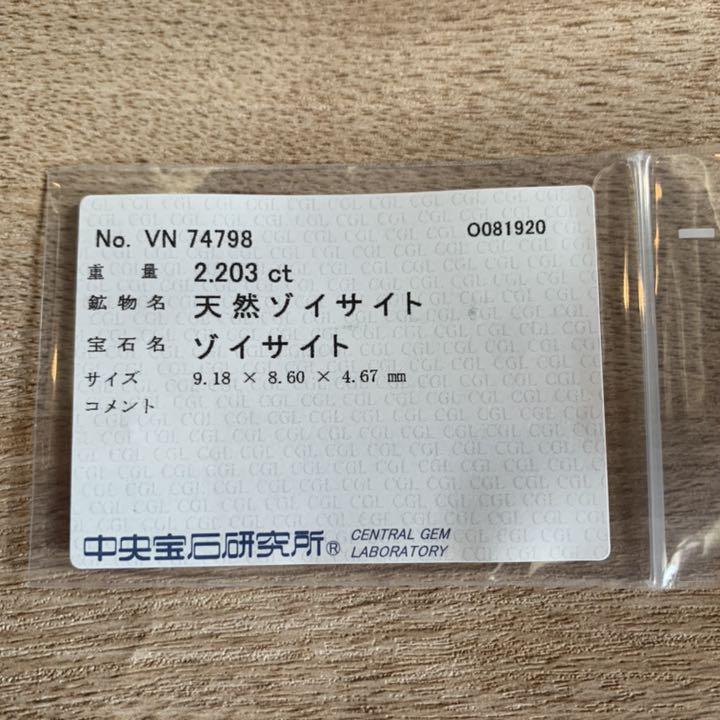 No. VN 74798 O081920
重量 2.203 ct
鉱物名 天然ゾイサイト
宝石名 ゾイサイト
サイズ 9.18 × 8.60 × 4.67 mm
コメント
中央宝石研究所® CENTRAL GEM
LABORATORY